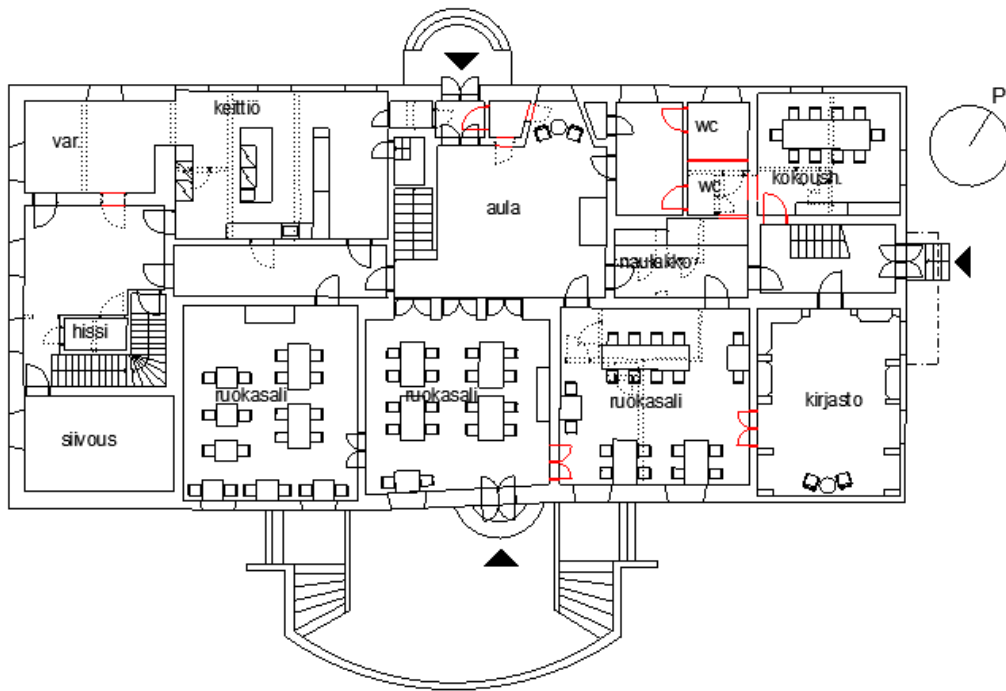 P
keittiö
wc
var.
wc
kokoush.
aula
naulakko
hissi
ruokasali
ruokasali
ruokasali
kirjasto
siivous